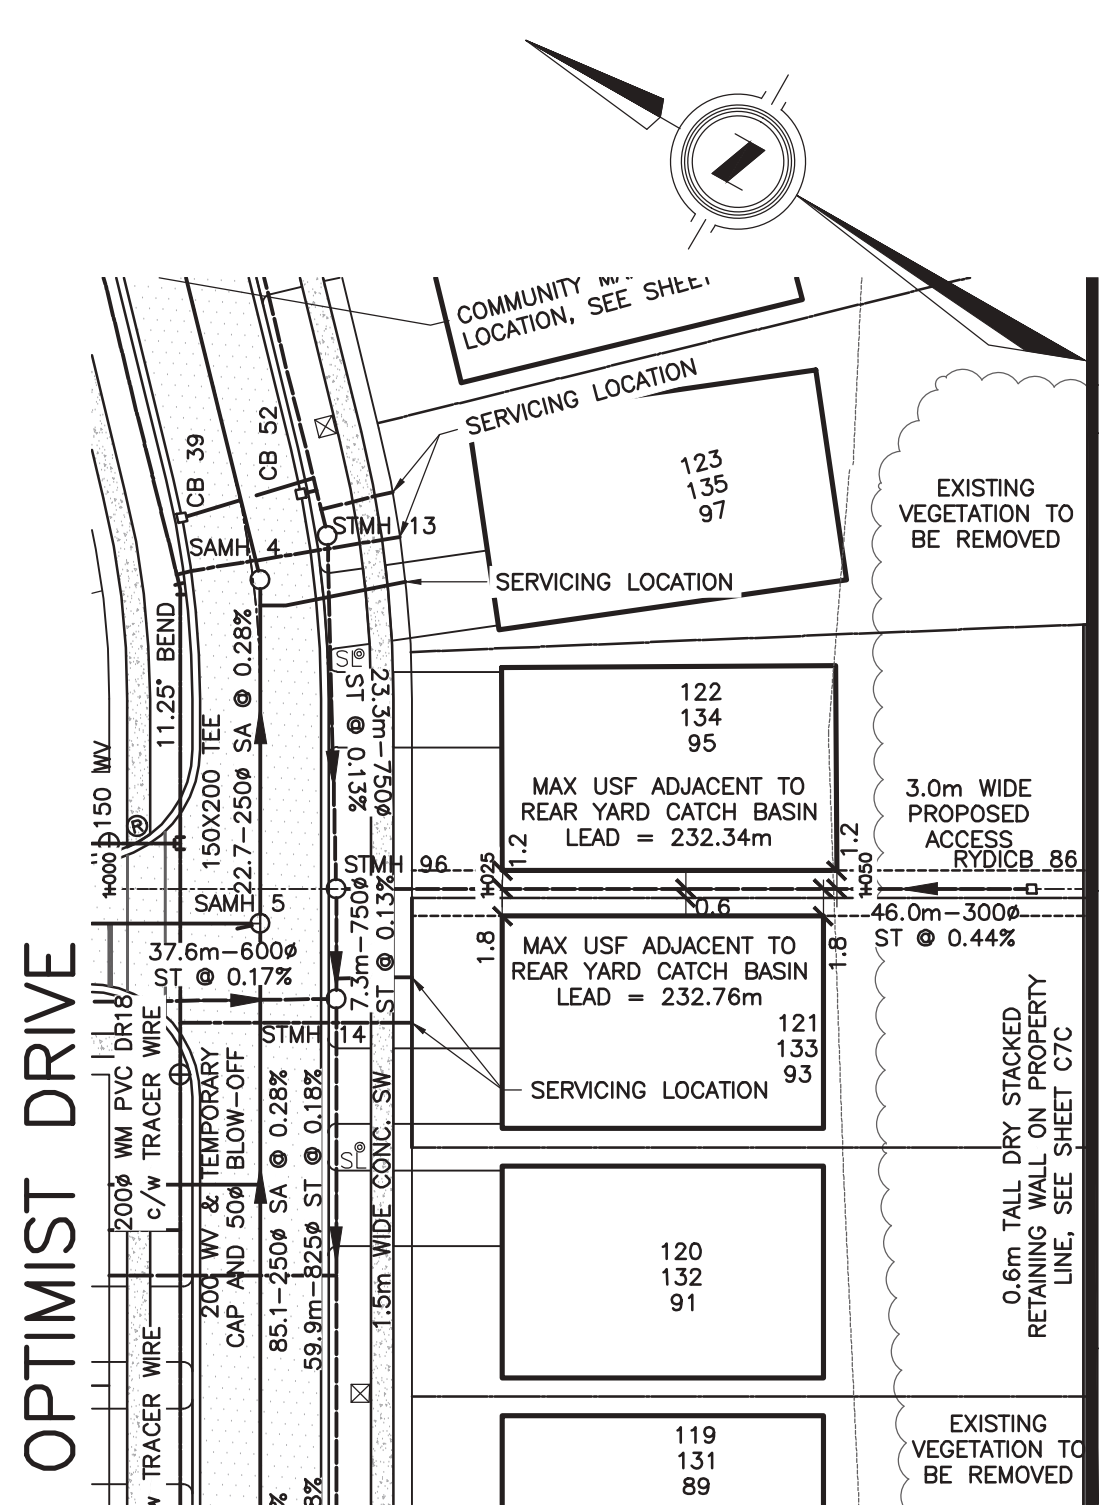 COMMUNITY
LOCATION, SEE SHEET
SERVICING LOCATION
123
135
97
EXISTING
VEGETATION TO
BE REMOVED
CB 39
CB 52
STMH 13
SAMH 4
SERVICING LOCATION
11.25° BEND
SL
122
134
95
MAX USF ADJACENT TO
REAR YARD CATCH BASIN
LEAD = 232.34m
3.0m WIDE
PROPOSED
ACCESS
RYDICB 86
150 WV
®
150X200 TEE
22.7-250ø SA @ 0.28%
23.3m-750ø
ST @ 0.13%
1.2
1.2
STMH 96
1+000
1+025
1+050
SAMH 5
0.6
46.0m-300ø
ST @ 0.44%
37.6m-600ø
ST @ 0.17%
7.3m-750ø
ST @ 0.13%
1.8
1.8
MAX USF ADJACENT TO
REAR YARD CATCH BASIN
LEAD = 232.76m
121
133
93
STMH 14
SERVICING LOCATION
OPTIMIST DRIVE
200ø WM PVC DR18
c/w TRACER WIRE
200 WV & TEMPORARY
CAP AND 50ø BLOW-OFF
85.1-250ø SA @ 0.28%
59.9m-825ø ST @ 0.18%
SL
1.5m WIDE CONC. SW
0.6m TALL DRY STACKED
RETAINING WALL ON PROPERTY
LINE, SEE SHEET C7C
120
132
91
119
131
89
EXISTING
VEGETATION TO
BE REMOVED
w TRACER WIRE
%
8%